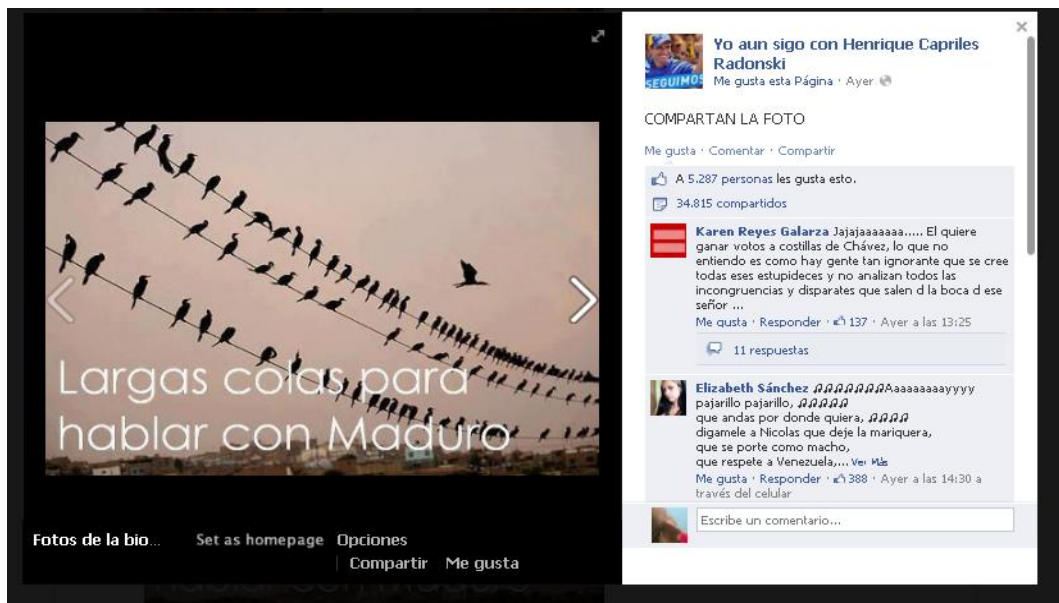 Largas colas para
hablar con Maduro
Fotos de la bio...
Set as homepage
Opciones
Compartir Me gusta
Yo aun sigo con Henrique Capriles
Radonski
SEGUIMOS
Me gusta esta Página · Ayer
COMPARTAN LA FOTO
Me gusta · Comentar · Compartir
A 5.287 personas les gusta esto.
34.815 compartidos
Karen Reyes Galarza Jajajaaaaaaa..... El quiere
ganar votos a costillas de Chávez, lo que no
entiendo es como hay gente tan ignorante que se cree
todas eses estupideces y no analizan todos las
incongruencias y disparates que salen d la boca d ese
señor ...
Me gusta · Responder · 137 · Ayer a las 13:25
11 respuestas
Elizabeth Sánchez ♫♫♫♫♫♫♫Aaaaaaaaayyyy
pajarillo pajarillo, ♫♫♫♫♫
que andas por donde quiera, ♫♫♫♫
digamele a Nicolas que deje la mariquera,
que se porte como macho,
que respete a Venezuela,... Ver Más
Me gusta · Responder · 388 · Ayer a las 14:30 a
través del celular
Escribe un comentario...